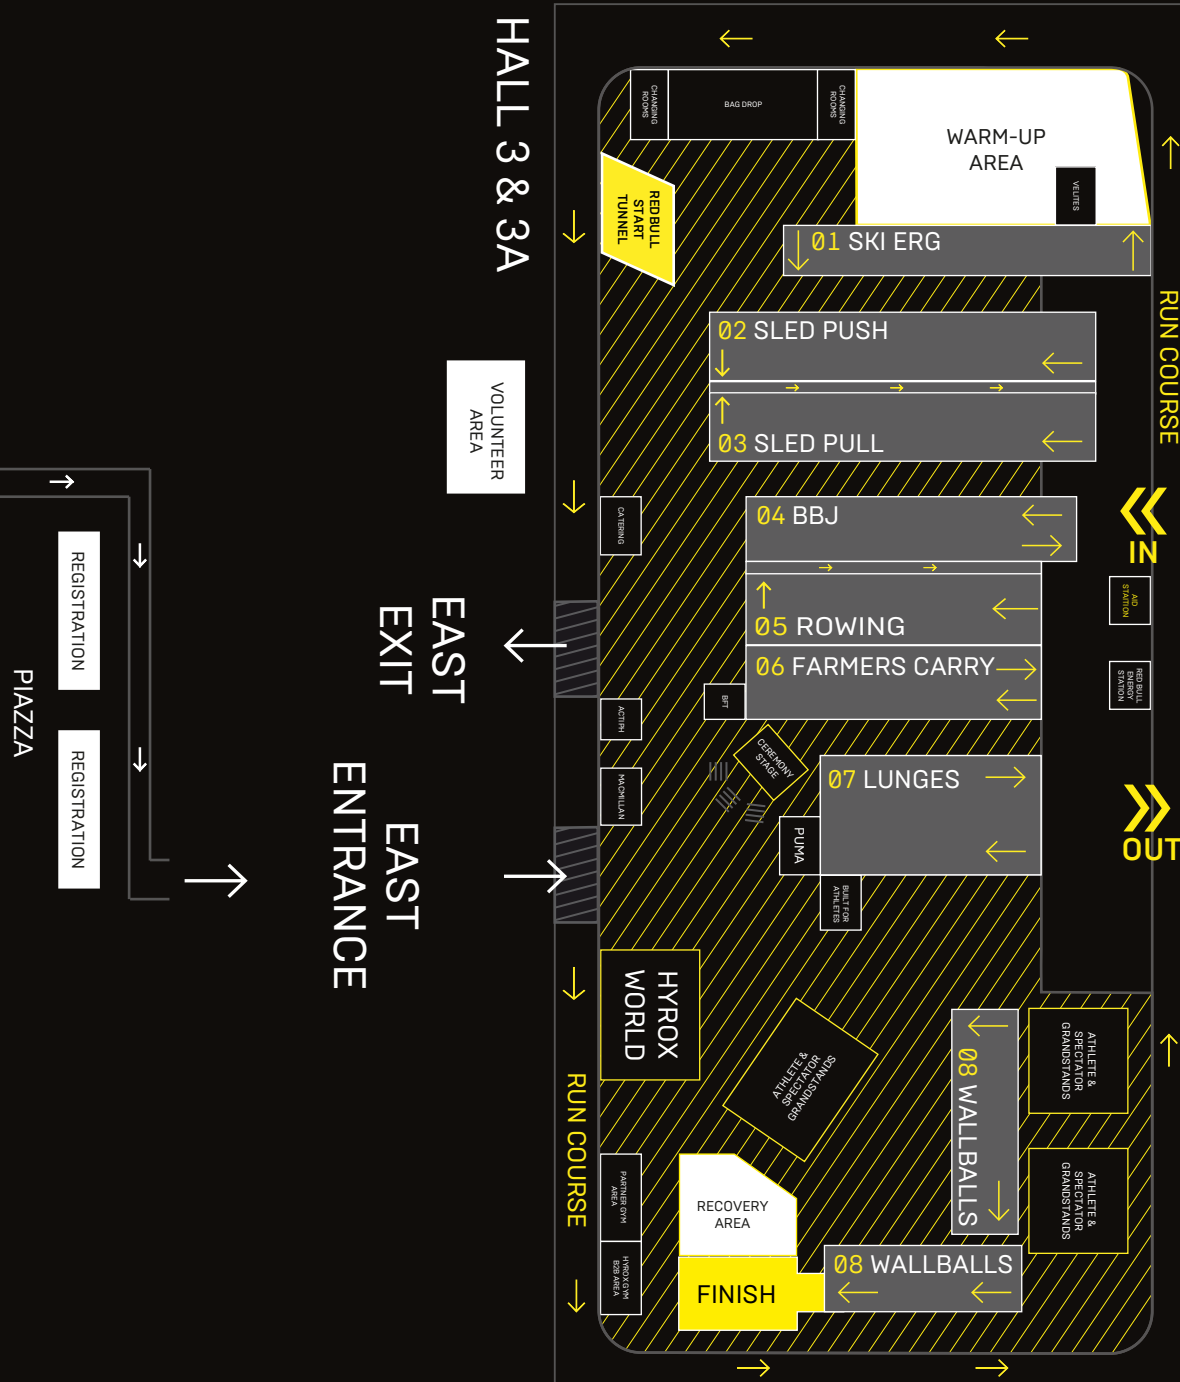 HALL 3 & 3A
CHANGING
ROOMS
BAG DROP
CHANGING
ROOMS
WARM-UP
AREA
VELITES
RED BULL
START
TUNNEL
01 SKI ERG
RUN COURSE
02 SLED PUSH
03 SLED PULL
VOLUNTEER
AREA
CATERING
04 BBJ
IN
AID
STAITION
05 ROWING
06 FARMERS CARRY
RED BULL
ENERGY
STATION
EAST
EXIT
REGISTRATION
PIAZZA
REGISTRATION
ACTIPH
BFT
CEREMONY
STAGE
MACMILLAN
07 LUNGES
OUT
PUMA
BUILT FOR
ATHLETES
EAST
ENTRANCE
HYROX
WORLD
RUN COURSE
ATHLETE &
SPECTATOR
GRANDSTANDS
08 WALLBALLS
ATHLETE &
SPECTATOR
GRANDSTANDS
ATHLETE &
SPECTATOR
GRANDSTANDS
PARTNER GYM
AREA
RECOVERY
AREA
HYROX GYM
B2B AREA
FINISH
08 WALLBALLS